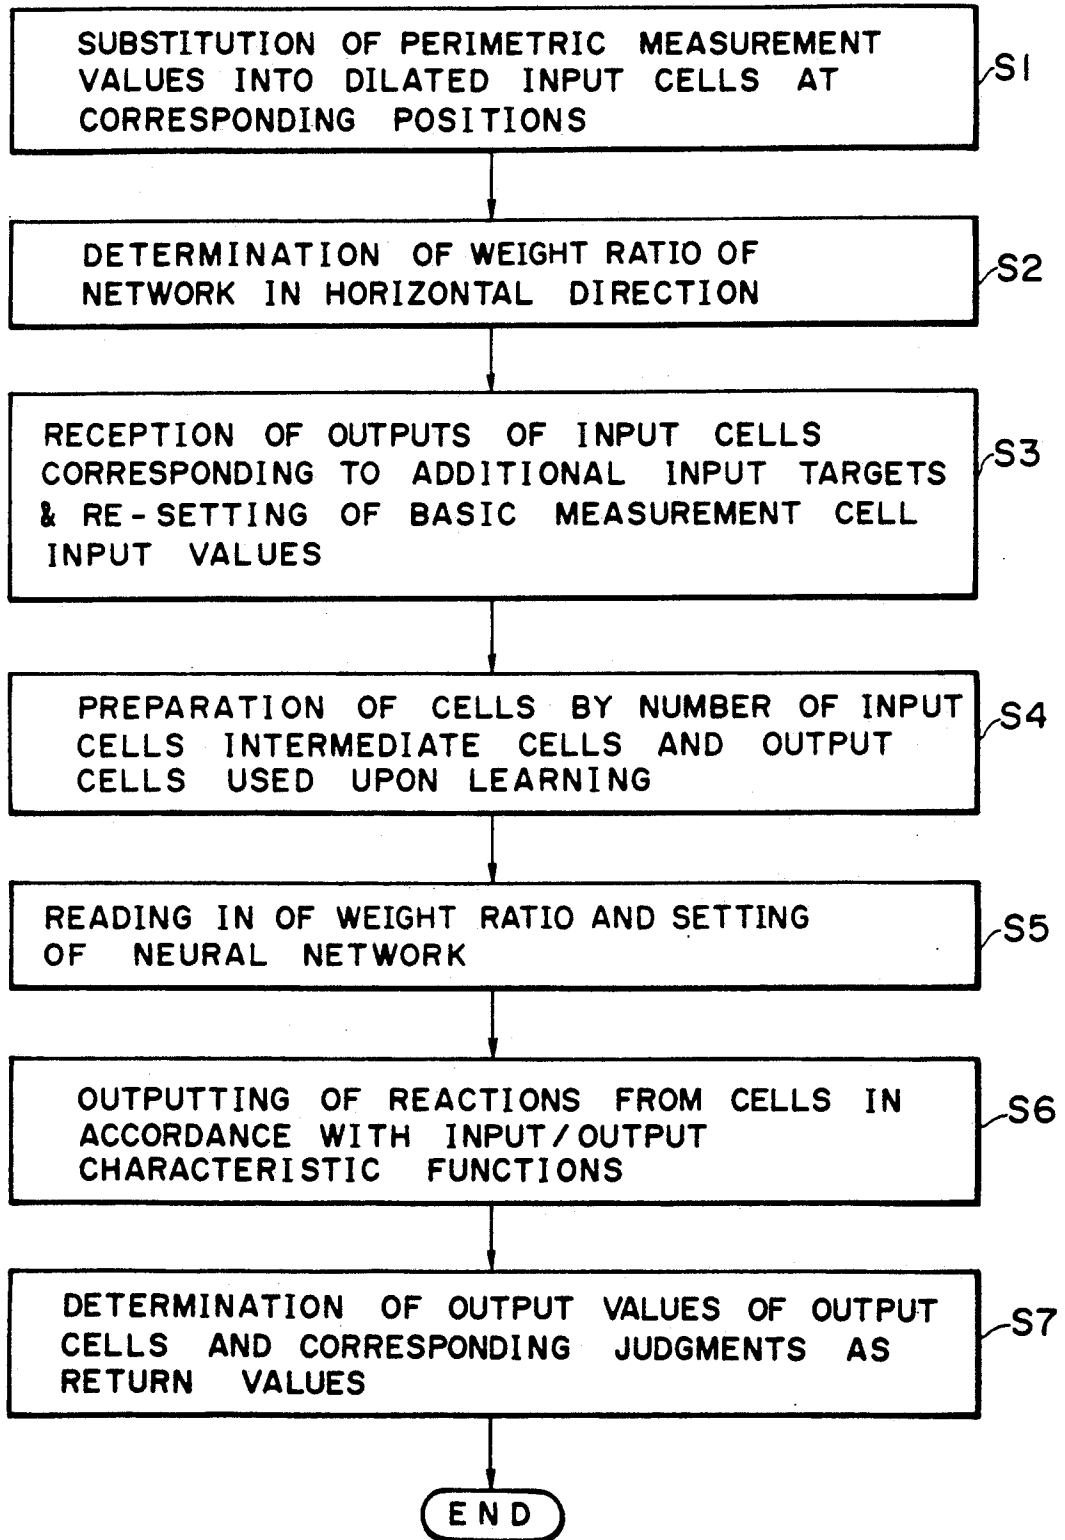 SUBSTITUTION OF PERIMETRIC MEASUREMENT
VALUES INTO DILATED INPUT CELLS AT
CORRESPONDING POSITIONS
S1
DETERMINATION OF WEIGHT RATIO OF
NETWORK IN HORIZONTAL DIRECTION
S2
RECEPTION OF OUTPUTS OF INPUT CELLS
CORRESPONDING TO ADDITIONAL INPUT TARGETS
& RE-SETTING OF BASIC MEASUREMENT CELL
INPUT VALUES
S3
PREPARATION OF CELLS BY NUMBER OF INPUT
CELLS INTERMEDIATE CELLS AND OUTPUT
CELLS USED UPON LEARNING
S4
READING IN OF WEIGHT RATIO AND SETTING
OF NEURAL NETWORK
S5
OUTPUTTING OF REACTIONS FROM CELLS IN
ACCORDANCE WITH INPUT/OUTPUT
CHARACTERISTIC FUNCTIONS
S6
DETERMINATION OF OUTPUT VALUES OF OUTPUT
CELLS AND CORRESPONDING JUDGMENTS AS
RETURN VALUES
S7
END